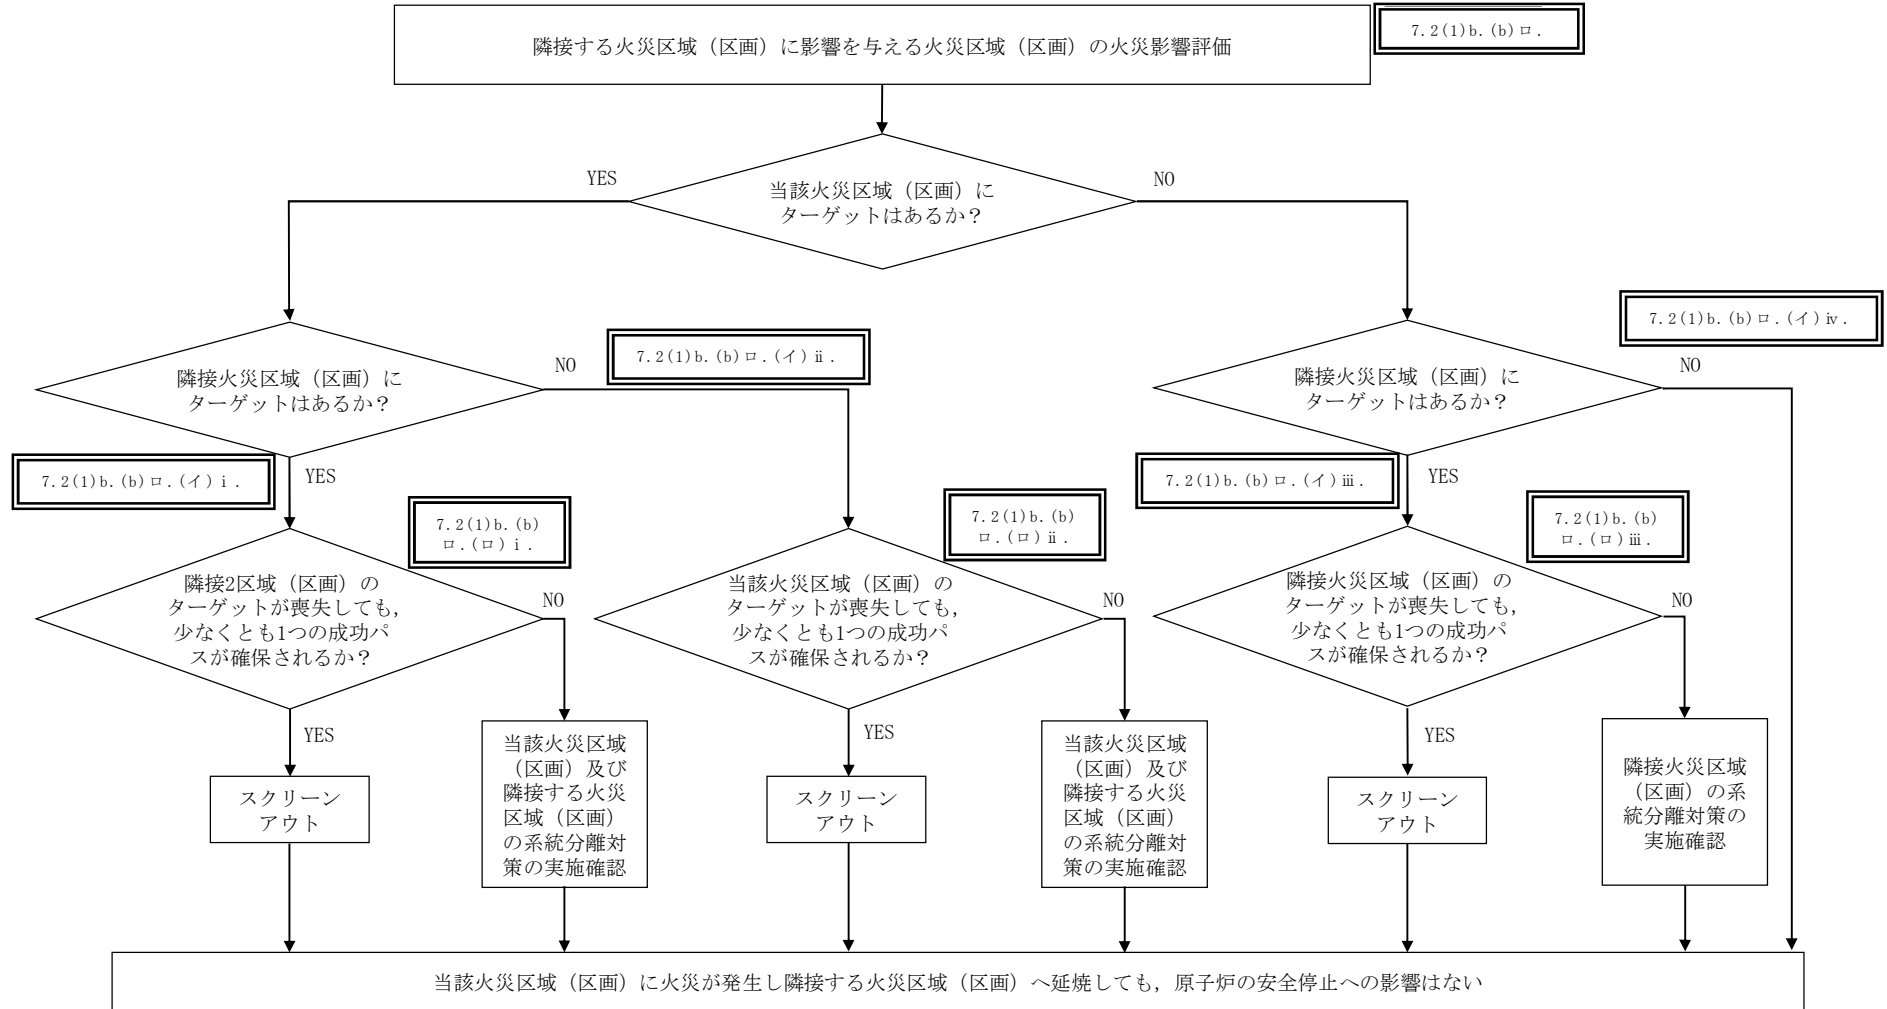 隣接する火災区域（区画）に影響を与える火災区域（区画）の火災影響評価
7.2(1)b.(b)ロ.
当該火災区域（区画）に
ターゲットはあるか？
YES
NO
隣接火災区域（区画）に
ターゲットはあるか？
NO
7.2(1)b.(b)ロ.(イ)ⅱ.
隣接火災区域（区画）に
ターゲットはあるか？
NO
7.2(1)b.(b)ロ.(イ)ⅳ.
7.2(1)b.(b)ロ.(イ)ⅰ.
YES
7.2(1)b.(b)ロ.(イ)ⅲ.
YES
7.2(1)b.(b)
ロ.(ロ)ⅰ.
7.2(1)b.(b)
ロ.(ロ)ⅱ.
7.2(1)b.(b)
ロ.(ロ)ⅲ.
隣接2区域（区画）の
ターゲットが喪失しても,
少なくとも1つの成功パ
スが確保されるか？
NO
当該火災区域（区画）の
ターゲットが喪失しても,
少なくとも1つの成功パ
スが確保されるか？
NO
隣接火災区域（区画）の
ターゲットが喪失しても,
少なくとも1つの成功パ
スが確保されるか？
NO
YES
YES
YES
スクリーン
アウト
当該火災区域
（区画）及び
隣接する火災
区域（区画）
の系統分離対
策の実施確認
スクリーン
アウト
当該火災区域
（区画）及び
隣接する火災
区域（区画）
の系統分離対
策の実施確認
スクリーン
アウト
隣接火災区域
（区画）の系
統分離対策の
実施確認
当該火災区域（区画）に火災が発生し隣接する火災区域（区画）へ延焼しても, 原子炉の安全停止への影響はない